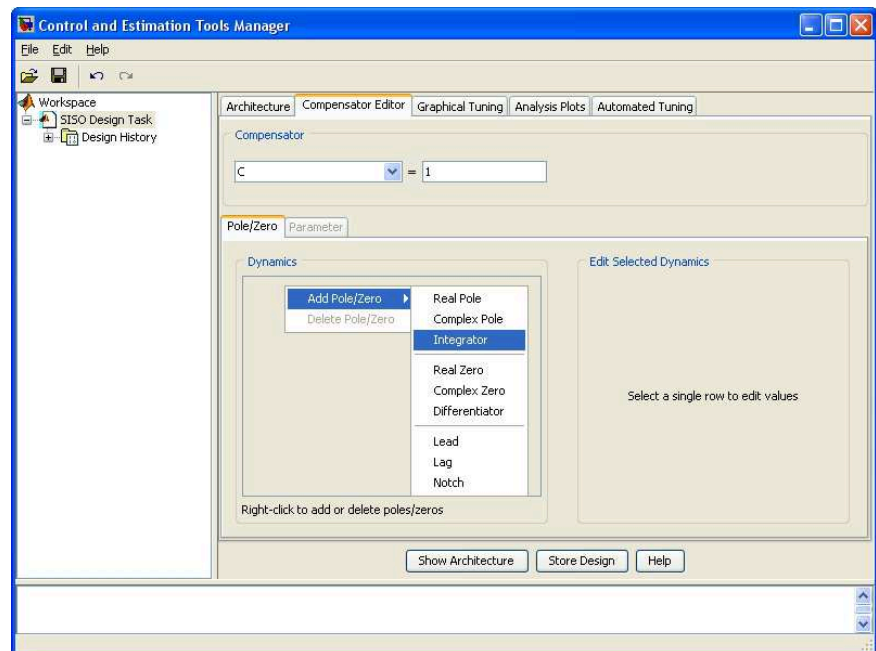 Control and Estimation Tools Manager
File Edit Help
Workspace
SISO Design Task
Design History
Architecture Compensator Editor Graphical Tuning Analysis Plots Automated Tuning
Compensator
C = 1
Pole/Zero Parameter
Dynamics
Edit Selected Dynamics
Add Pole/Zero
Delete Pole/Zero
Real Pole
Complex Pole
Integrator
Real Zero
Complex Zero
Differentiator
Lead
Lag
Notch
Select a single row to edit values
Right-click to add or delete poles/zeros
Show Architecture Store Design Help